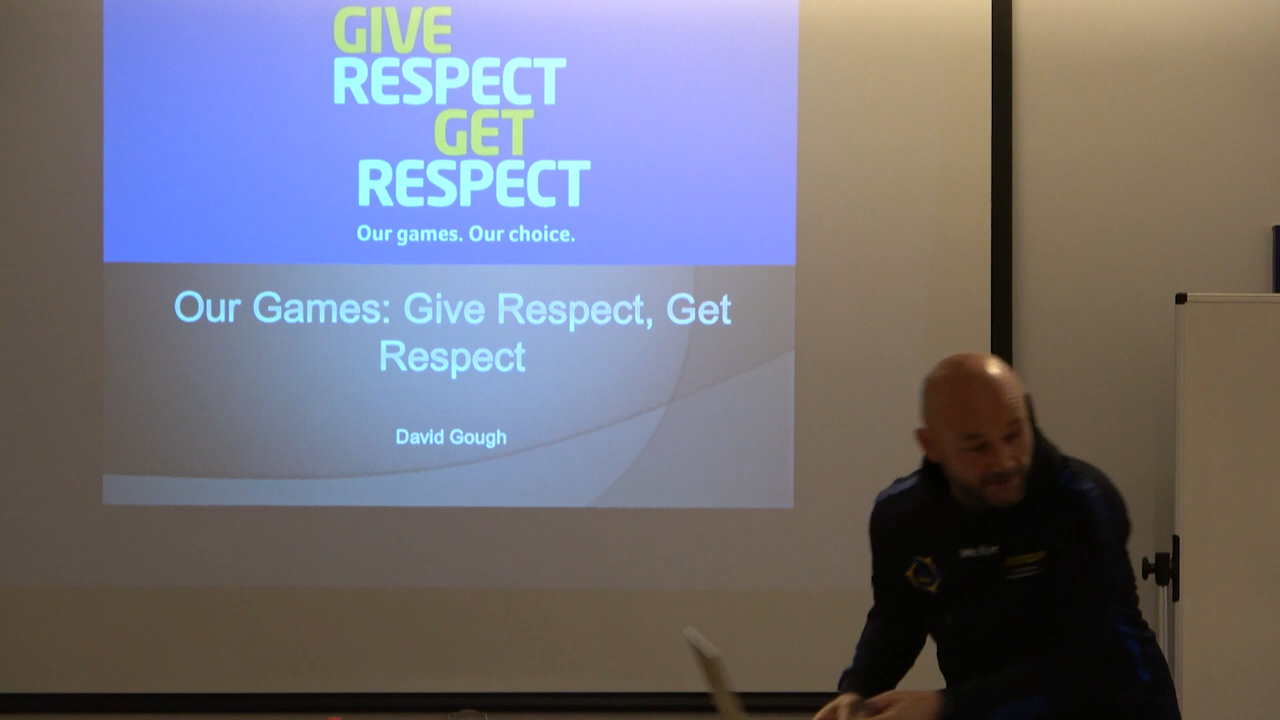 GIVE
RESPECT
GET
RESPECT
Our games. Our choice.
Our Games: Give Respect, Get
Respect
David Gough